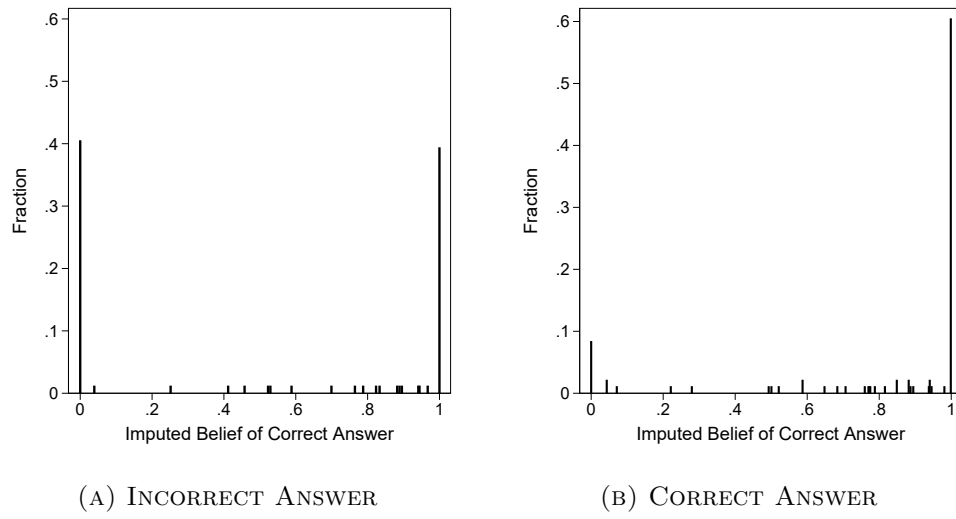 .6
.5
.4
.3
.2
.1
0
Fraction
0 .2 .4 .6 .8 1
Imputed Belief of Correct Answer
(A) INCORRECT ANSWER
.6
.5
.4
.3
.2
.1
0
Fraction
0 .2 .4 .6 .8 1
Imputed Belief of Correct Answer
(B) CORRECT ANSWER